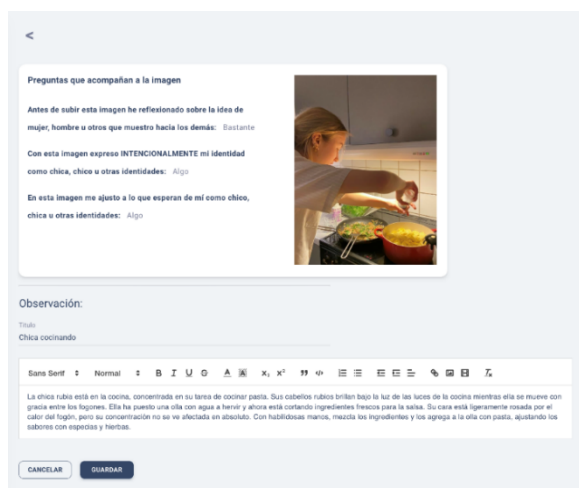 <
Preguntas que acompañan a la imagen
Antes de subir esta imagen he reflexionado sobre la idea de
mujer, hombre u otros que muestro hacia los demás: Bastante
Con esta imagen expreso INTENCIONALMENTE mi identidad
como chica, chico u otras identidades: Algo
En esta imagen me ajusto a lo que esperan de mí como chico,
chica u otras identidades: Algo
Observación:
Título
Chica cocinando
Sans Serif Normal B I U S A A X₂ X² ” </> Tx
La chica rubia está en la cocina, concentrada en su tarea de cocinar pasta. Sus cabellos rubios brillan bajo la luz de las luces de la cocina mientras ella se mueve con
gracia entre los fogones. Ella ha puesto una olla con agua a hervir y ahora está cortando ingredientes frescos para la salsa. Su cara está ligeramente rosada por el
calor del fogón, pero su concentración no se ve afectada en absoluto. Con habilidosas manos, mezcla los ingredientes y los agrega a la olla con pasta, ajustando los
sabores con especias y hierbas.
CANCELAR GUARDAR